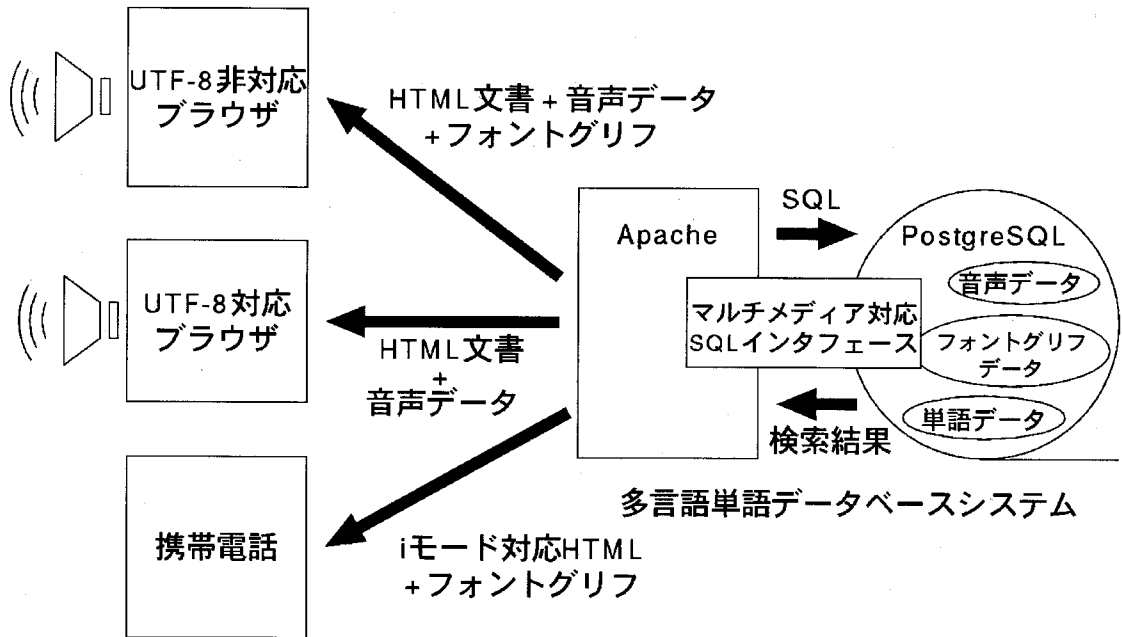 UTF-8非対応
ブラウザ
HTML文書 + 音声データ
+フォントグリフ
UTF-8対応
ブラウザ
HTML文書
+
音声データ
携帯電話
iモード対応HTML
+フォントグリフ
Apache
SQL
PostgreSQL
音声データ
マルチメディア対応
SQLインタフェース
フォントグリフ
データ
単語データ
検索結果
多言語単語データベースシステム